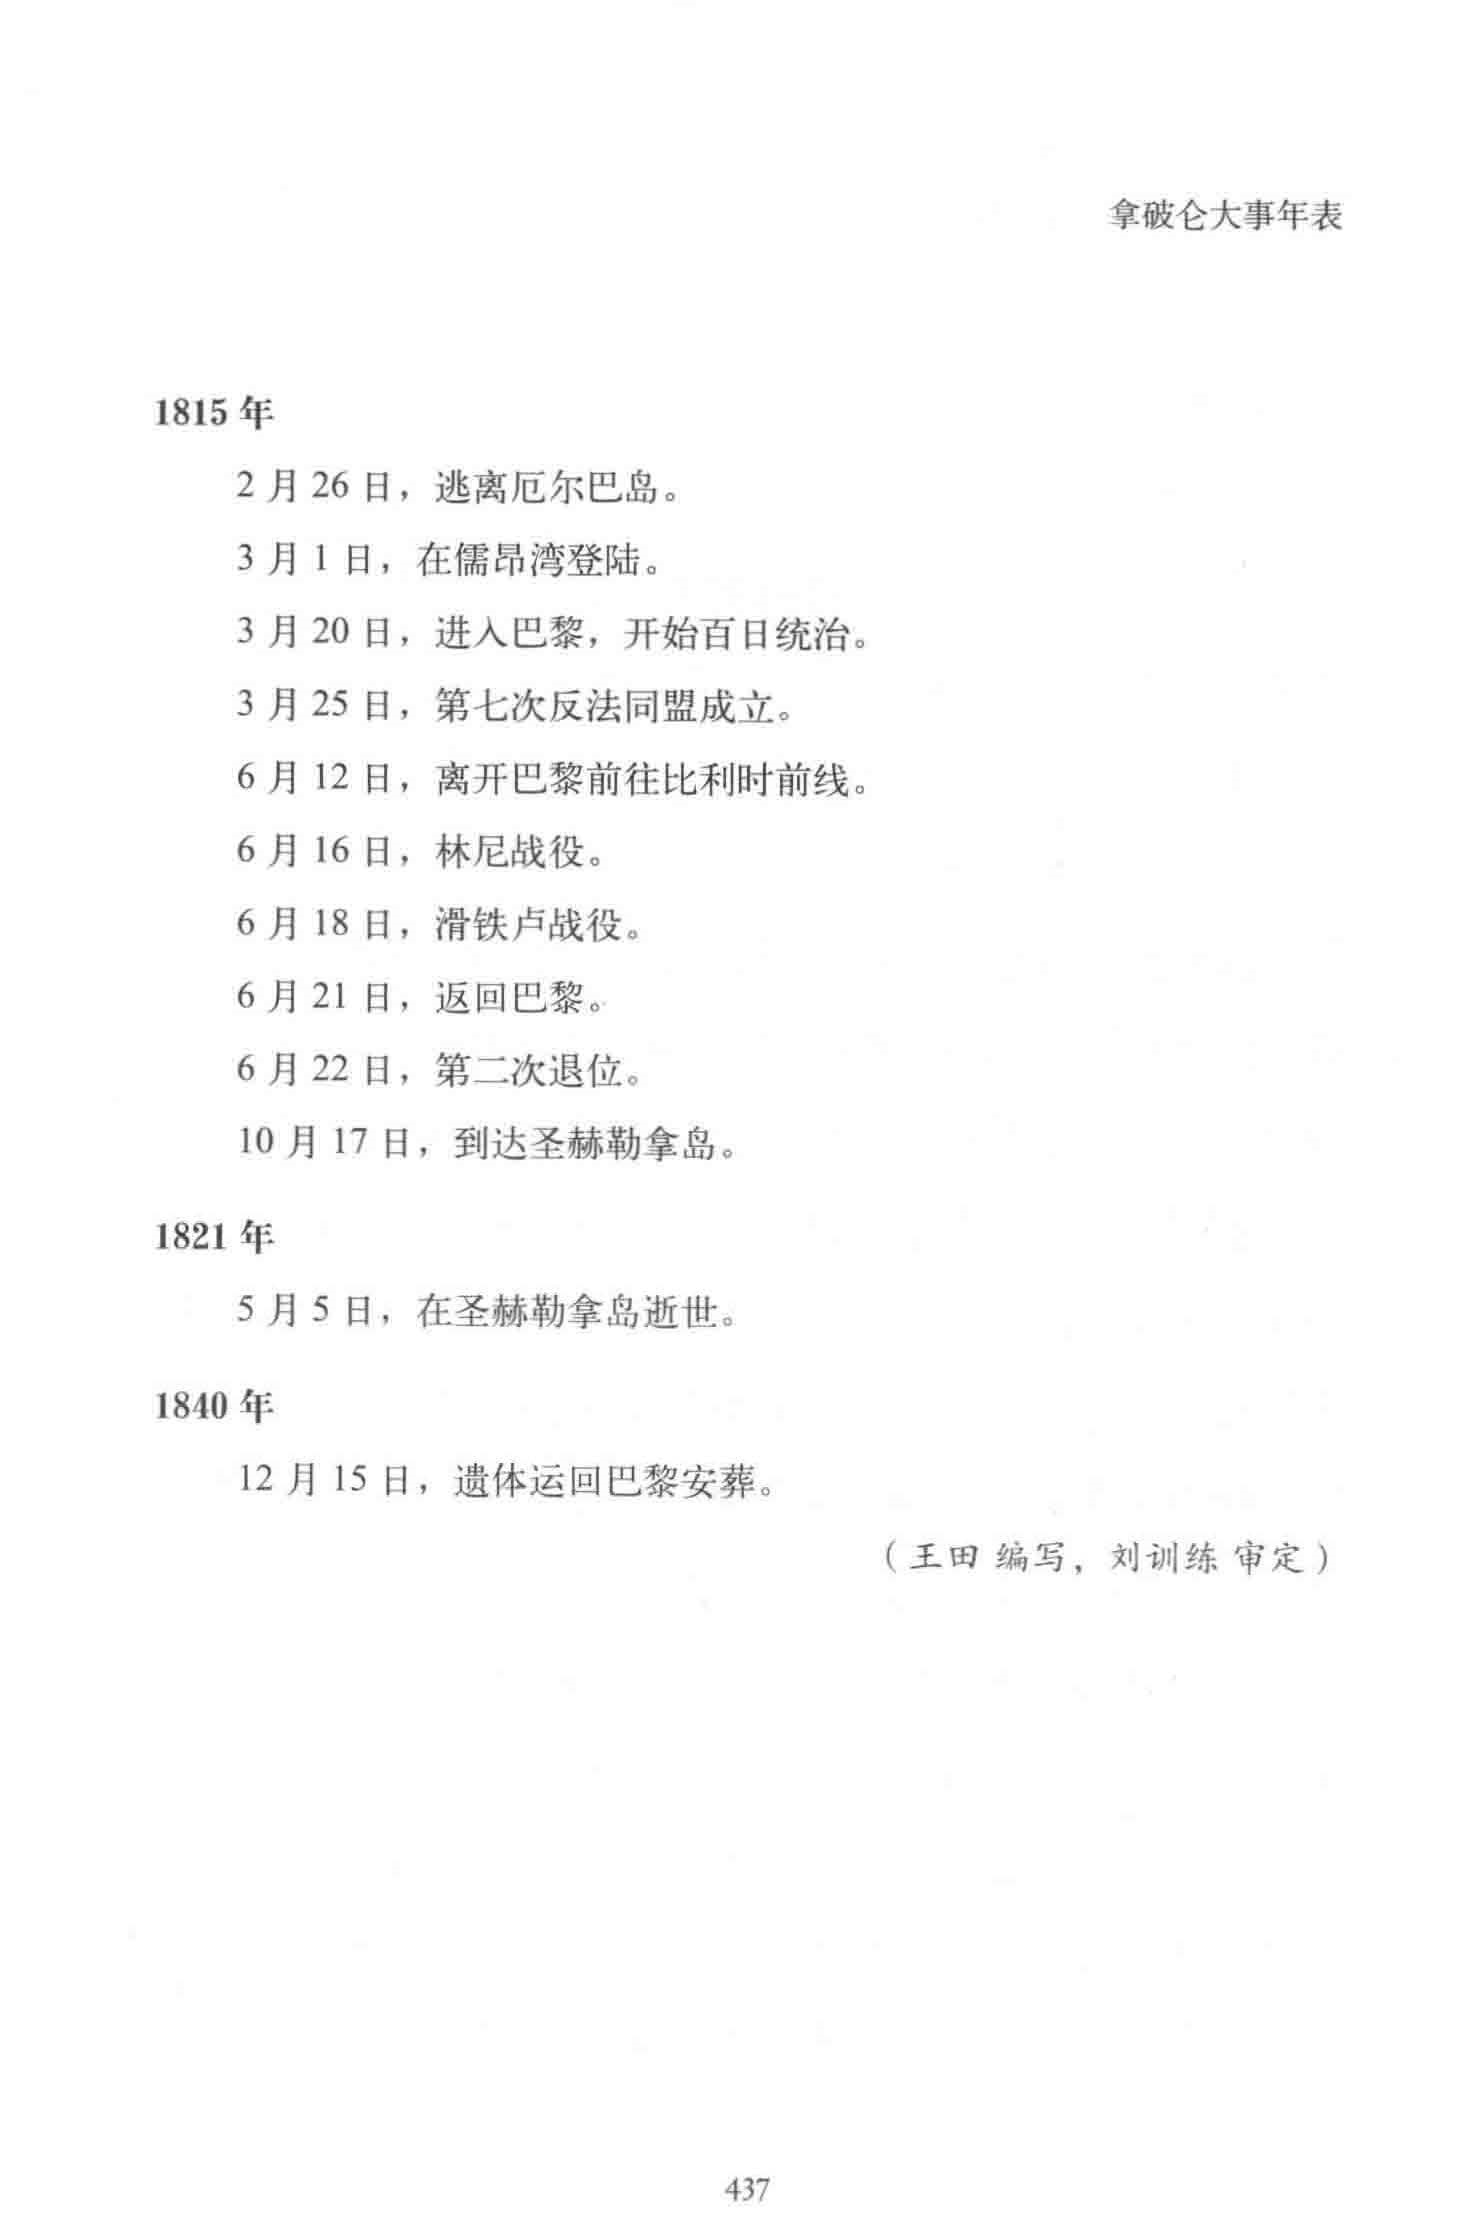 拿破仑大事年表
1815 年
2 月 26 日，逃离厄尔巴岛。
3 月 1 日，在儒昂湾登陆。
3 月 20 日，进入巴黎，开始百日统治。
3 月 25 日，第七次反法同盟成立。
6 月 12 日，离开巴黎前往比利时前线。
6 月 16 日，林尼战役。
6 月 18 日，滑铁卢战役。
6 月 21 日，返回巴黎。
6 月 22 日，第二次退位。
10 月 17 日，到达圣赫勒拿岛。
1821 年
5 月 5 日，在圣赫勒拿岛逝世。
1840 年
12 月 15 日，遗体运回巴黎安葬。
（王田 编写，刘训练 审定）
437